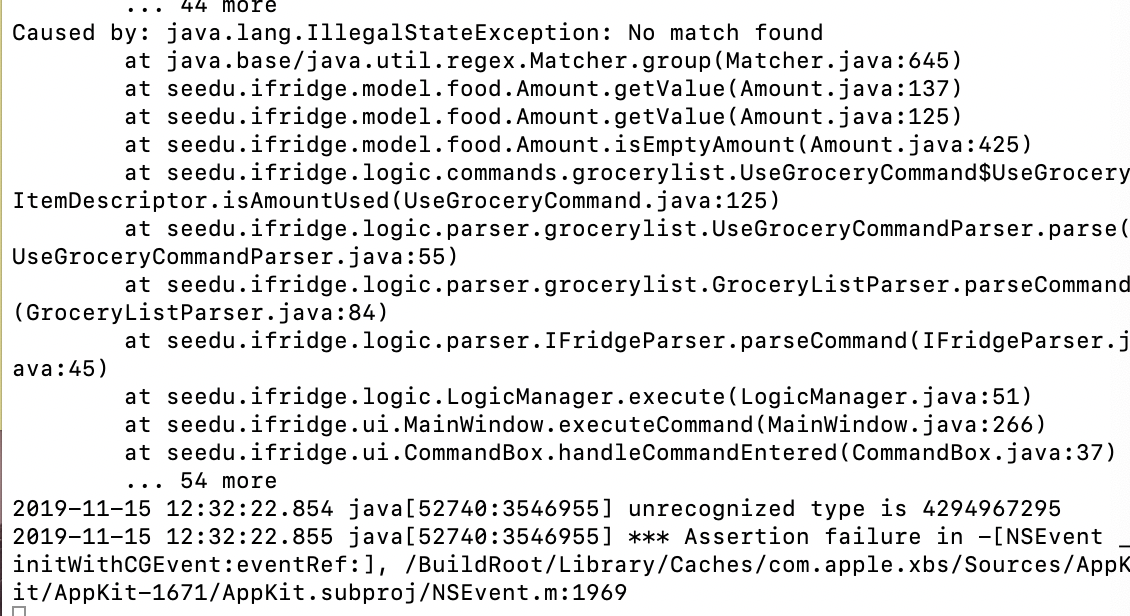 ... 44 more
Caused by: java.lang.IllegalStateException: No match found
at java.base/java.util.regex.Matcher.group(Matcher.java:645)
at seedu.ifridge.model.food.Amount.getValue(Amount.java:137)
at seedu.ifridge.model.food.Amount.getValue(Amount.java:125)
at seedu.ifridge.model.food.Amount.isEmptyAmount(Amount.java:425)
at seedu.ifridge.logic.commands.grocerylist.UseGroceryCommand$UseGrocery
ItemDescriptor.isAmountUsed(UseGroceryCommand.java:125)
at seedu.ifridge.logic.parser.grocerylist.UseGroceryCommandParser.parse(
UseGroceryCommandParser.java:55)
at seedu.ifridge.logic.parser.grocerylist.GroceryListParser.parseCommand
(GroceryListParser.java:84)
at seedu.ifridge.logic.parser.IFridgeParser.parseCommand(IFridgeParser.j
ava:45)
at seedu.ifridge.logic.LogicManager.execute(LogicManager.java:51)
at seedu.ifridge.ui.MainWindow.executeCommand(MainWindow.java:266)
at seedu.ifridge.ui.CommandBox.handleCommandEntered(CommandBox.java:37)
... 54 more
2019-11-15 12:32:22.854 java[52740:3546955] unrecognized type is 4294967295
2019-11-15 12:32:22.855 java[52740:3546955] *** Assertion failure in -[NSEvent _
initWithCGEvent:eventRef:], /BuildRoot/Library/Caches/com.apple.xbs/Sources/AppK
it/AppKit-1671/AppKit.subproj/NSEvent.m:1969